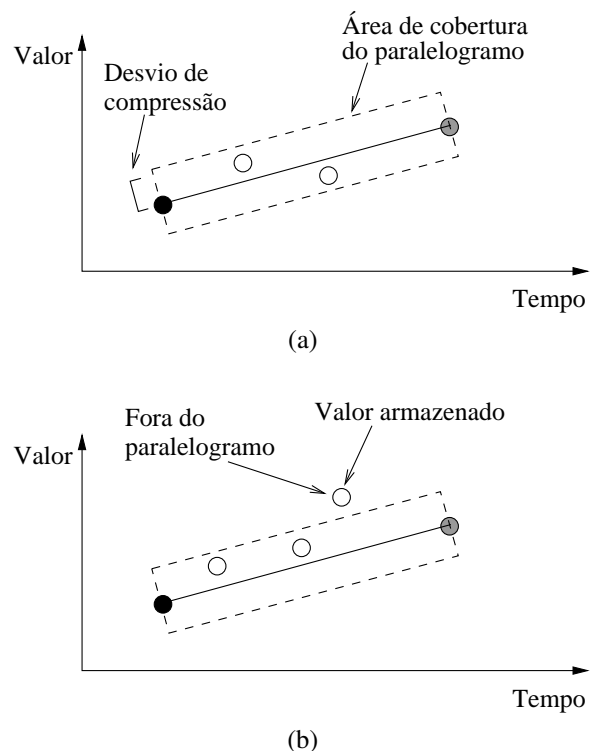 Valor
Área de cobertura
do paralelogramo
Desvio de
compressão
Tempo
(a)
Valor
Fora do
paralelogramo
Valor armazenado
Tempo
(b)